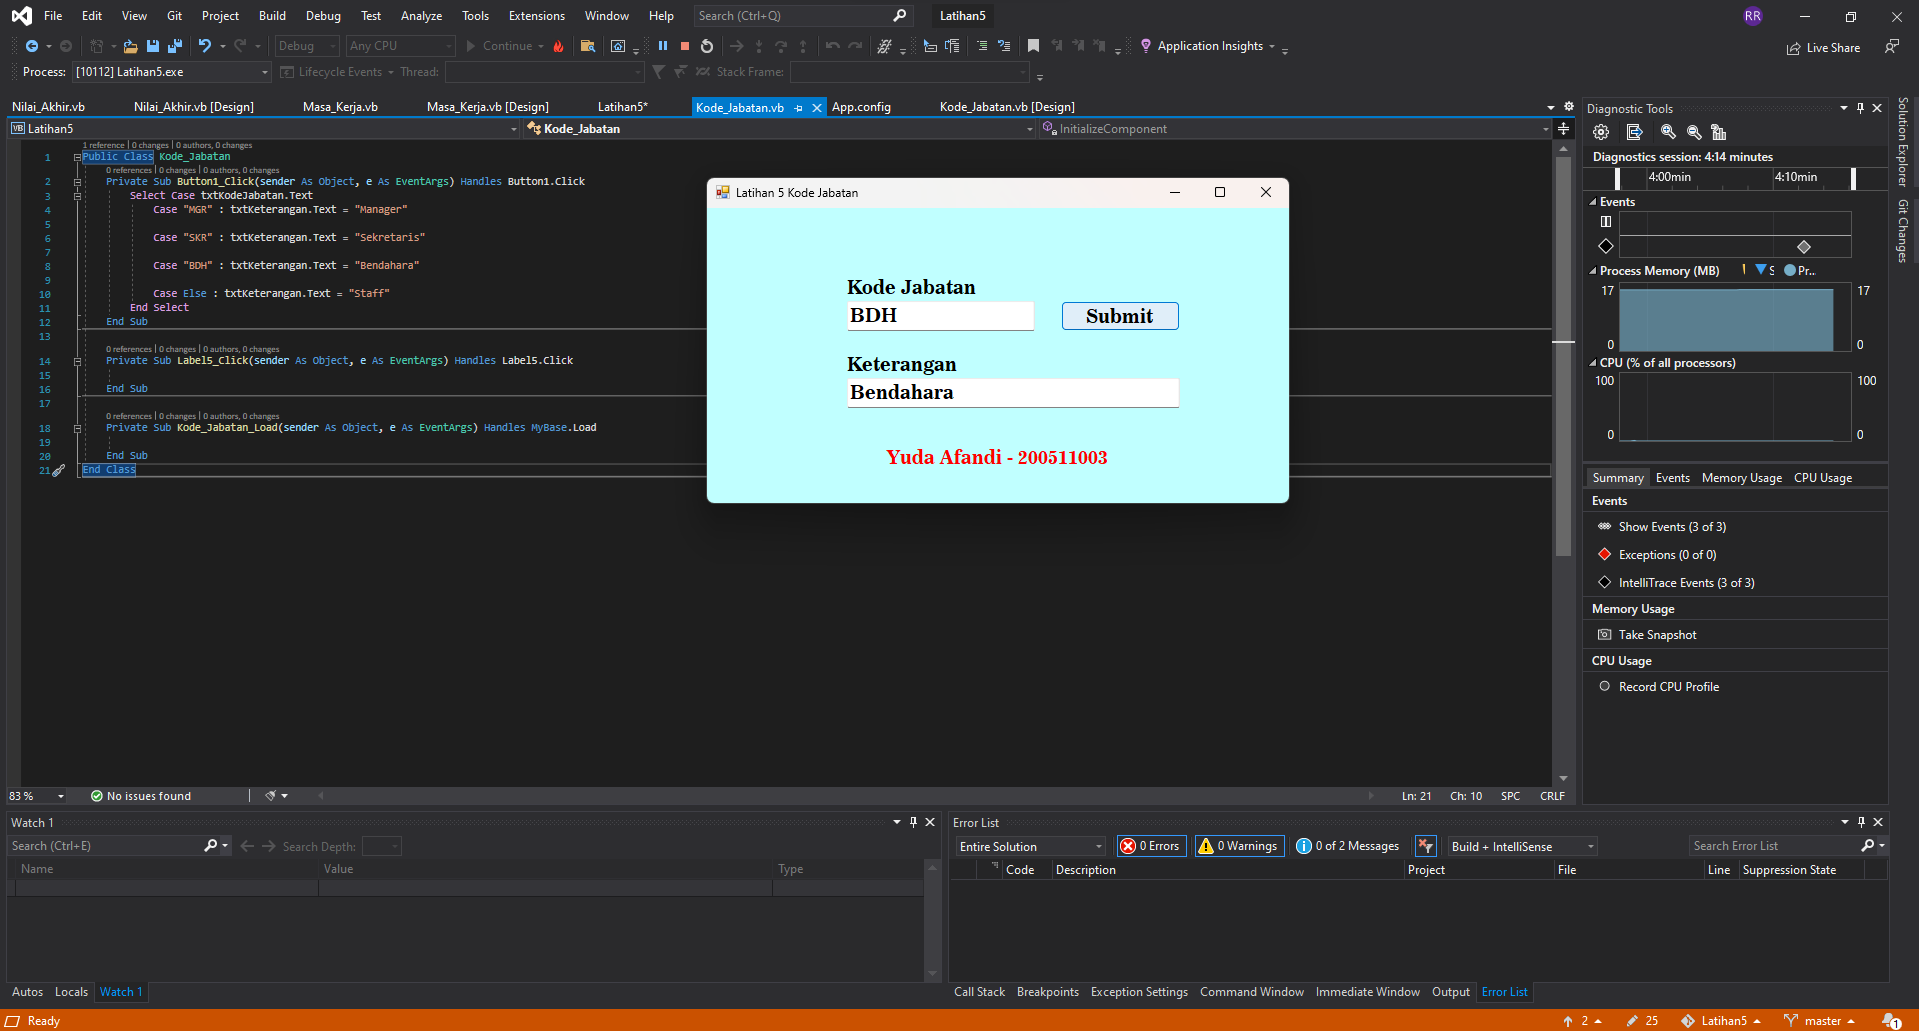 File Edit View Git Project Build Debug Test Analyze Tools Extensions Window Help Search (Ctrl+Q) Latihan5 RR
Debug Any CPU Continue Application Insights Live Share
Process: [10112] Latihan5.exe Lifecycle Events Thread: Stack Frame:
Nilai_Akhir.vb Nilai_Akhir.vb [Design] Masa_Kerja.vb Masa_Kerja.vb [Design] Latihan5* Kode_Jabatan.vb App.config Kode_Jabatan.vb [Design]
VB Latihan5 Kode_Jabatan InitializeComponent
1 reference | 0 changes | 0 authors, 0 changes
1 Public Class Kode_Jabatan
0 references | 0 changes | 0 authors, 0 changes
2 Private Sub Button1_Click(sender As Object, e As EventArgs) Handles Button1.Click
3 Select Case txtKodeJabatan.Text
4 Case "MGR" : txtKeterangan.Text = "Manager"
5
6 Case "SKR" : txtKeterangan.Text = "Sekretaris"
7
8 Case "BDH" : txtKeterangan.Text = "Bendahara"
9
10 Case Else : txtKeterangan.Text = "Staff"
11 End Select
12 End Sub
13
0 references | 0 changes | 0 authors, 0 changes
14 Private Sub Label5_Click(sender As Object, e As EventArgs) Handles Label5.Click
15
16 End Sub
17
0 references | 0 changes | 0 authors, 0 changes
18 Private Sub Kode_Jabatan_Load(sender As Object, e As EventArgs) Handles MyBase.Load
19
20 End Sub
21 End Class
Latihan 5 Kode Jabatan
Kode Jabatan
BDH Submit
Keterangan
Bendahara
Yuda Afandi - 200511003
Diagnostic Tools
Diagnostics session: 4:14 minutes
4:00min 4:10min
Events
Process Memory (MB) S Pr...
17 17
0 0
CPU (% of all processors)
100 100
0 0
Summary Events Memory Usage CPU Usage
Events
Show Events (3 of 3)
Exceptions (0 of 0)
IntelliTrace Events (3 of 3)
Memory Usage
Take Snapshot
CPU Usage
Record CPU Profile
Solution Explorer
Git Changes
83 % No issues found Ln: 21 Ch: 10 SPC CRLF
Watch 1
Search (Ctrl+E) Search Depth:
Name Value Type
Autos Locals Watch 1
Error List
Entire Solution 0 Errors 0 Warnings 0 of 2 Messages Build + IntelliSense Search Error List
Code Description Project File Line Suppression State
Call Stack Breakpoints Exception Settings Command Window Immediate Window Output Error List
Ready 2 25 Latihan5 master 1